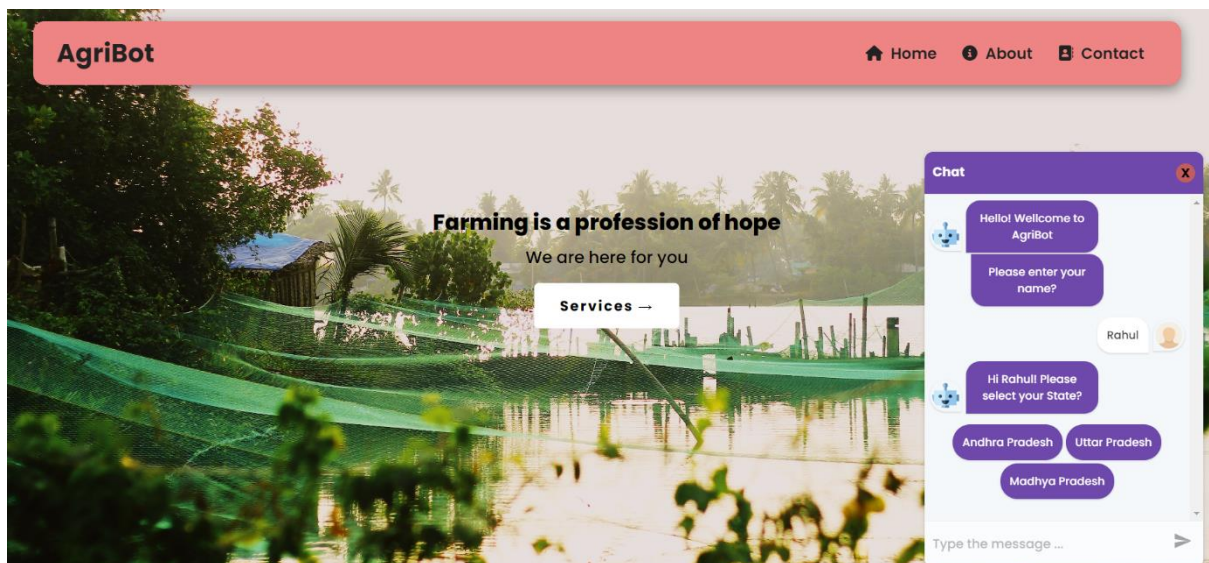 AgriBot
Home
About
Contact
Farming is a profession of hope
We are here for you
Services →
Chat
X
Hello! Wellcome to
AgriBot
Please enter your
name?
Rahul
Hi Rahul! Please
select your State?
Andhra Pradesh
Uttar Pradesh
Madhya Pradesh
Type the message ...